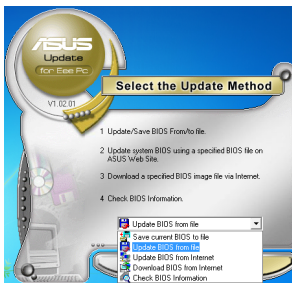 ASUS
Update
for Eee Pc
V1.02.01
Select the Update Method
1 Update/Save BIOS From/to file.
2 Update system BIOS using a specified BIOS file on
ASUS Web Site.
3 Download a specified BIOS image file via Internet.
4 Check BIOS Information.
Update BIOS from file
Save current BIOS to file
Update BIOS from file
Update BIOS from Internet
Download BIOS from Internet
Check BIOS Information